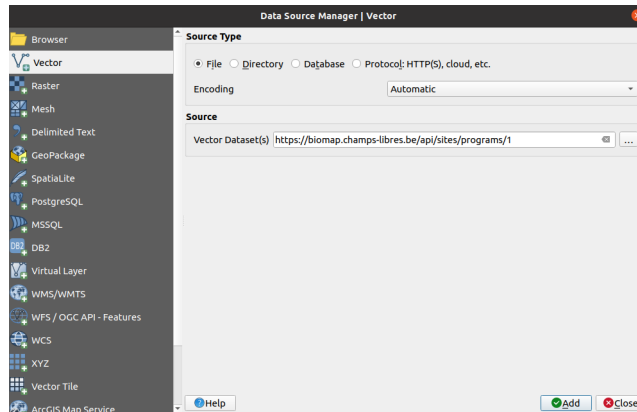 Data Source Manager | Vector
Browser
Vector
Raster
Mesh
Delimited Text
GeoPackage
SpatiaLite
PostgreSQL
MSSQL
DB2
DB2
Virtual Layer
WMS/WMTS
WFS / OGC API - Features
WCS
XYZ
Vector Tile
ArcGIS Map Service
Source Type
File Directory Database Protocol: HTTP(S), cloud, etc.
Encoding Automatic
Source
Vector Dataset(s) https://biomap.champs-libres.be/api/sites/programs/1 ...
Help Add Close